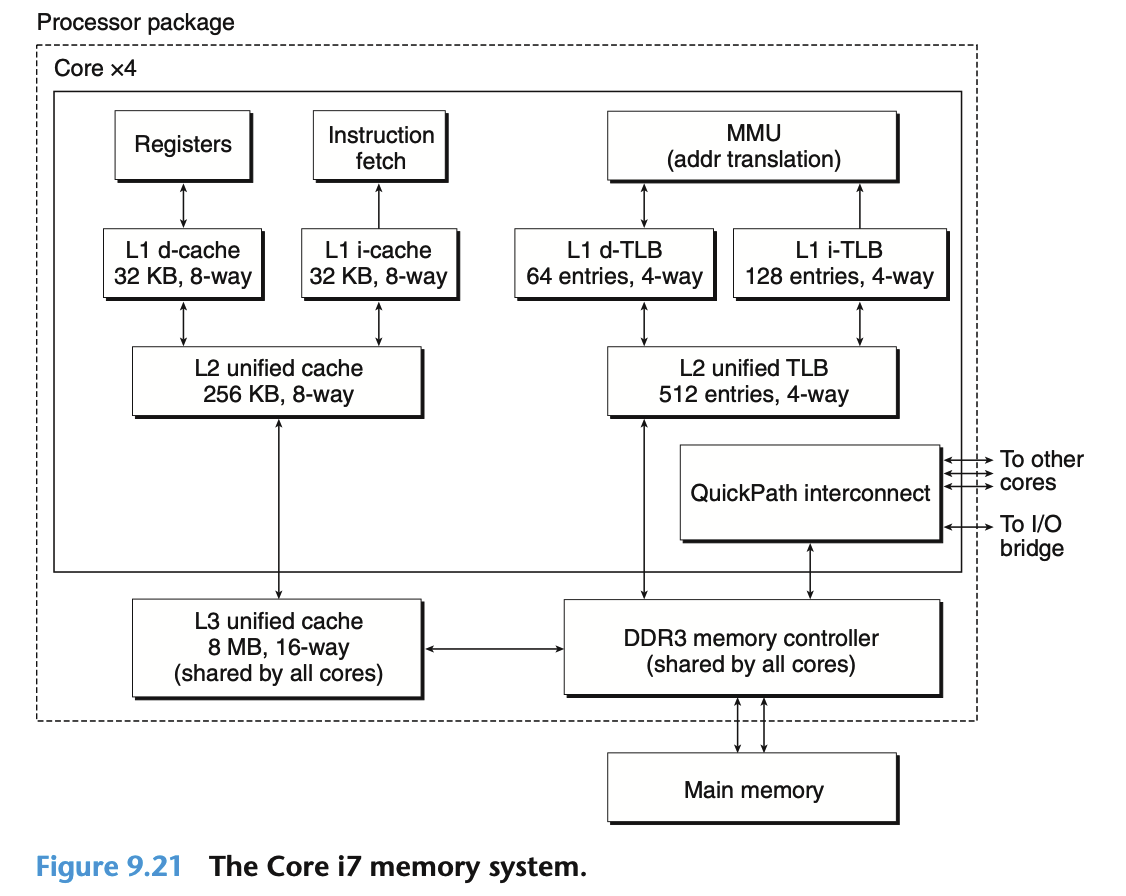 Processor package
Core ×4
Registers
Instruction
fetch
MMU
(addr translation)
L1 d-cache
32 KB, 8-way
L1 i-cache
32 KB, 8-way
L1 d-TLB
64 entries, 4-way
L1 i-TLB
128 entries, 4-way
L2 unified cache
256 KB, 8-way
L2 unified TLB
512 entries, 4-way
QuickPath interconnect
To other
cores
To I/O
bridge
L3 unified cache
8 MB, 16-way
(shared by all cores)
DDR3 memory controller
(shared by all cores)
Main memory
Figure 9.21 The Core i7 memory system.